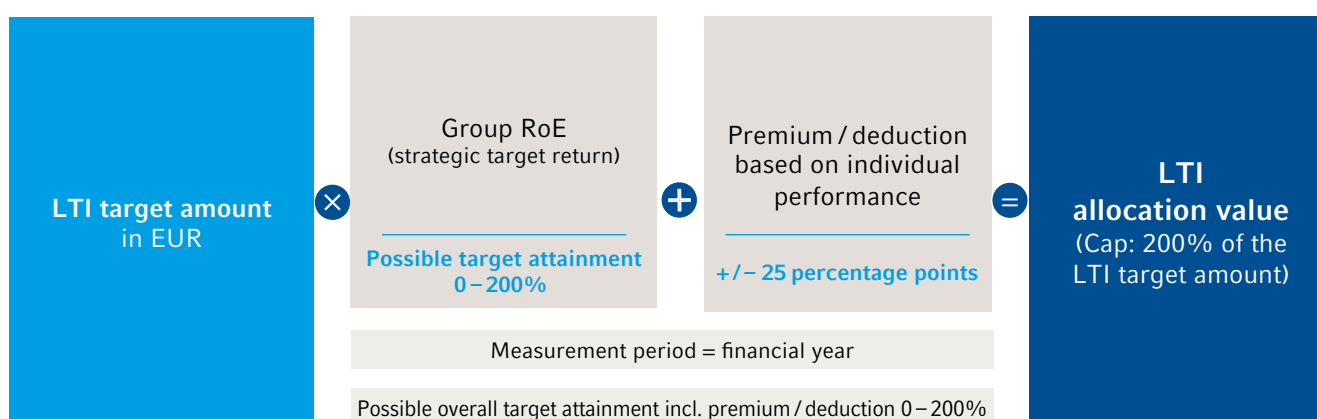 LTI target amount
in EUR
×
Group RoE
(strategic target return)
Possible target attainment
0–200%
+
Premium / deduction
based on individual
performance
+/– 25 percentage points
=
LTI
allocation value
(Cap: 200% of the
LTI target amount)
Measurement period = financial year
Possible overall target attainment incl. premium / deduction 0–200%